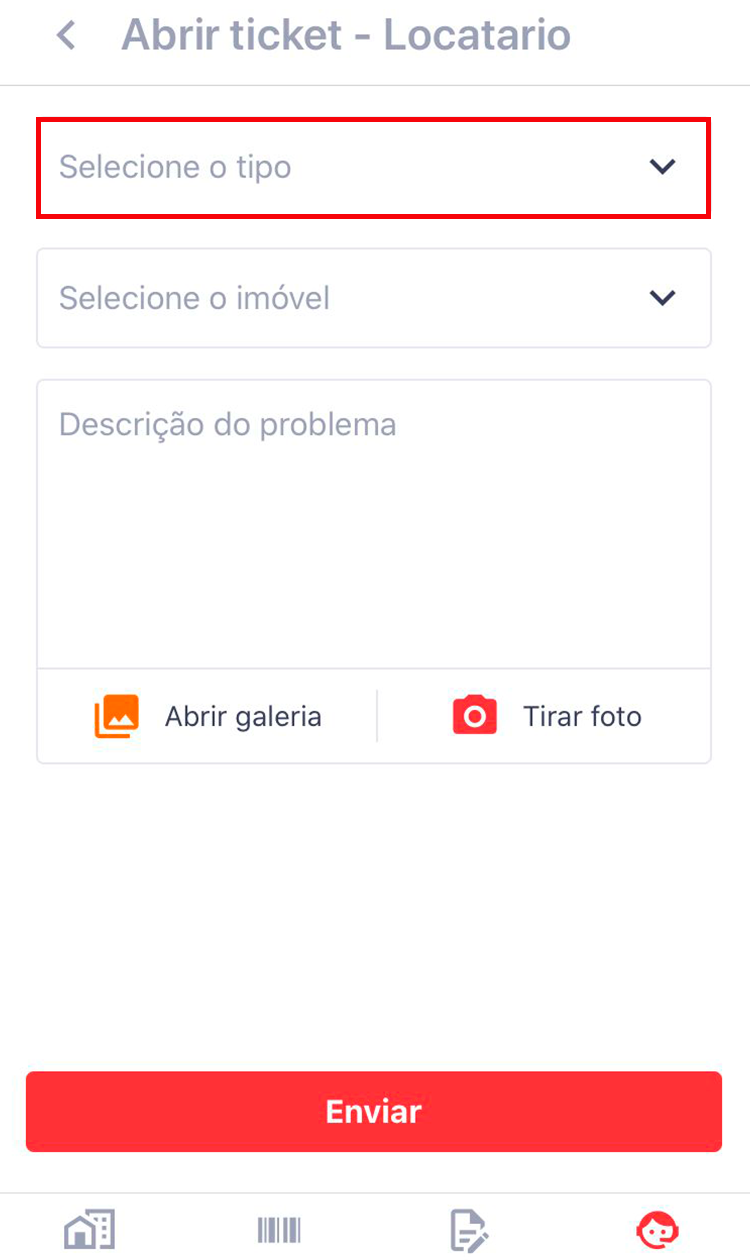 Abrir ticket - Locatario
Selecione o tipo
Selecione o imóvel
Descrição do problema
Abrir galeria
Tirar foto
Enviar